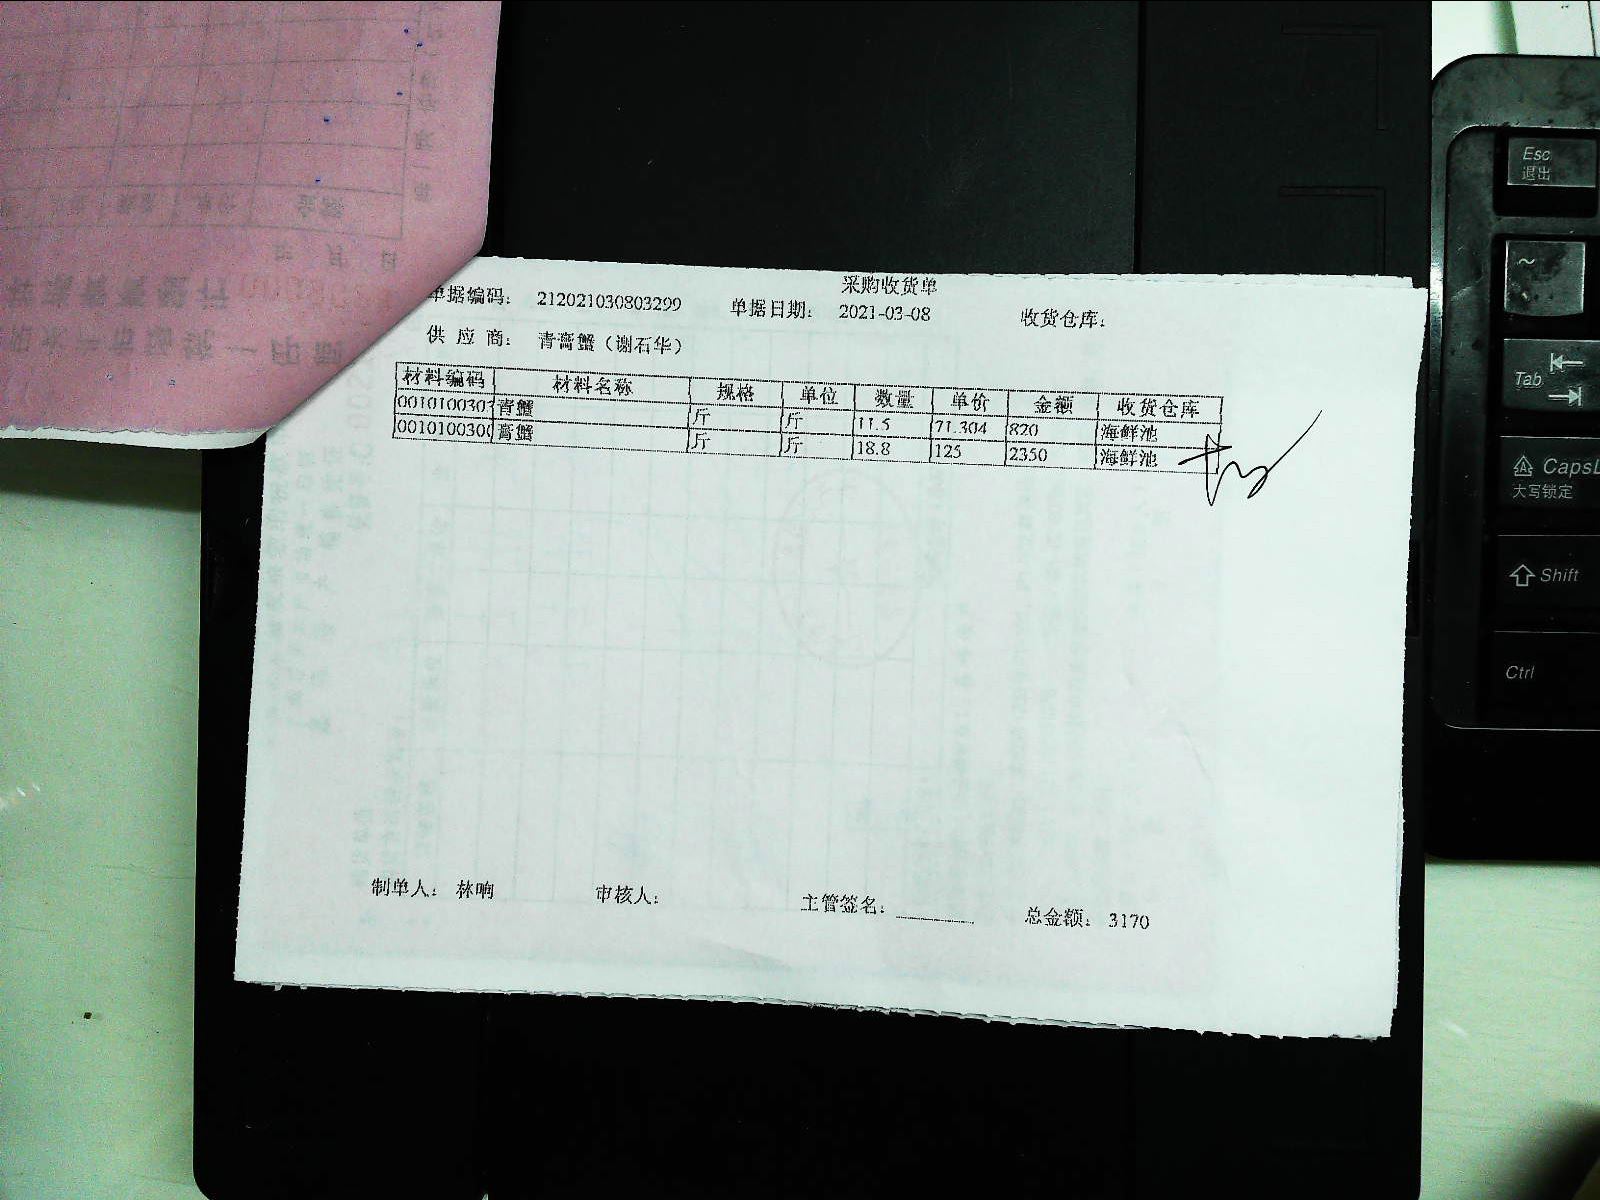 采购收货单
单据编码： 212021030803299 单据日期： 2021-03-08 收货仓库：
供 应 商： 青膏蟹（谢石华）
材料编码 材料名称 规格 单位 数量 单价 金额 收货仓库
0010100303 青蟹 斤 斤 11.5 71.304 820 海鲜池
0010100300 膏蟹 斤 斤 18.8 125 2350 海鲜池
制单人： 林响 审核人： 主管签名： 总金额： 3170
Esc
退出
~
Tab
CapsL
大写锁定
Shift
Ctrl